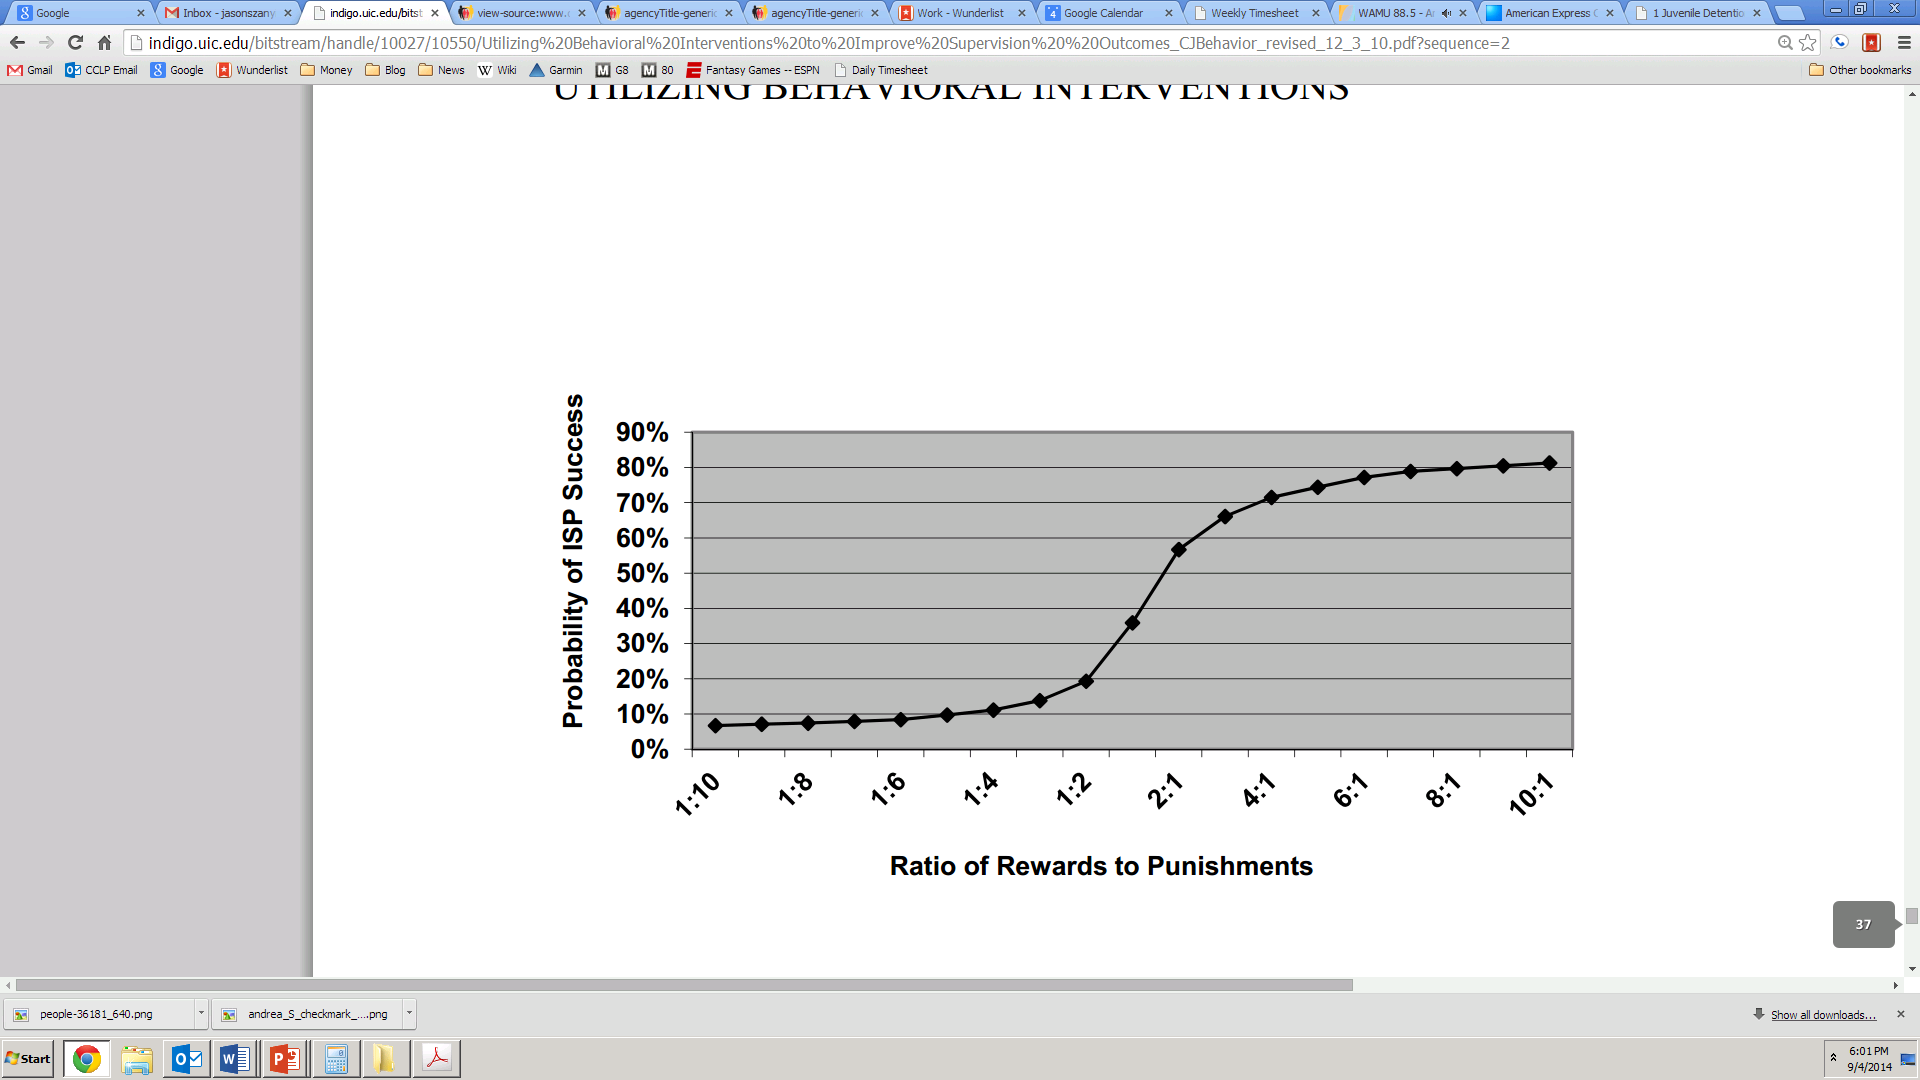 Google
Inbox - jasonszany
indigo.uic.edu/bitst
view-source:www.c
agencyTitle-generic
agencyTitle-generic
Work - Wunderlist
Google Calendar
Weekly Timesheet
WAMU 88.5 - A
American Express
1 Juvenile Detentio
indigo.uic.edu/bitstream/handle/10027/10550/Utilizing%20Behavioral%20Interventions%20to%20Improve%20Supervision%20%20Outcomes_CJBehavior_revised_12_3_10.pdf?sequence=2
Gmail
CCLP Email
Google
Wunderlist
Money
Blog
News
W Wiki
Garmin
M G8
M 80
Fantasy Games -- ESPN
Daily Timesheet
Other bookmarks
UTILIZING BEHAVIORAL INTERVENTIONS
Probability of ISP Success
90%
80%
70%
60%
50%
40%
30%
20%
10%
0%
1:10
1:8
1:6
1:4
1:2
2:1
4:1
6:1
8:1
10:1
Ratio of Rewards to Punishments
37
people-36181_640.png
andrea_S_checkmark_....png
Show all downloads...
Start
6:01 PM
9/4/2014